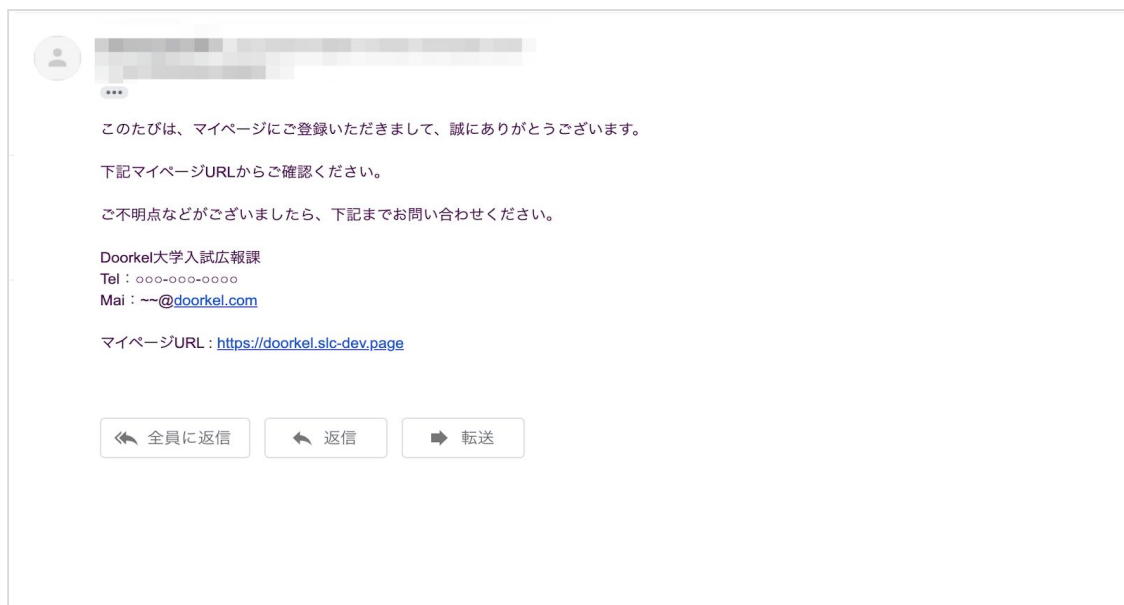 このたびは、マイページにご登録いただきまして、誠にありがとうございます。
下記マイページURLからご確認ください。
ご不明点などがございましたら、下記までお問い合わせください。
Doorkel大学入試広報課
Tel：○○○-○○○-○○○○
Mai：~~@doorkel.com
マイページURL : https://doorkel.slc-dev.page
全員に返信
返信
転送